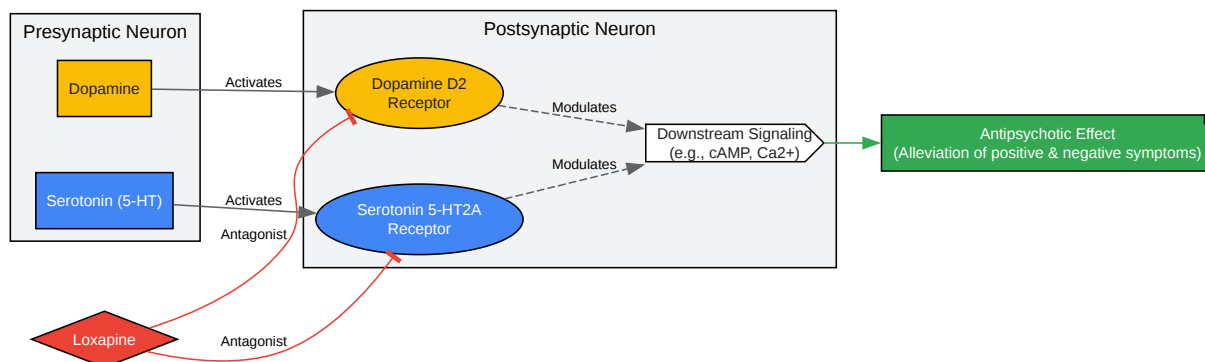 Presynaptic Neuron
Postsynaptic Neuron
Dopamine
Activates
Dopamine D2
Receptor
Modulates
Downstream Signaling
(e.g., cAMP, Ca2+)
Antipsychotic Effect
(Alleviation of positive & negative symptoms)
Modulates
Serotonin (5-HT)
Activates
Serotonin 5-HT2A
Receptor
Antagonist
Loxapine
Antagonist